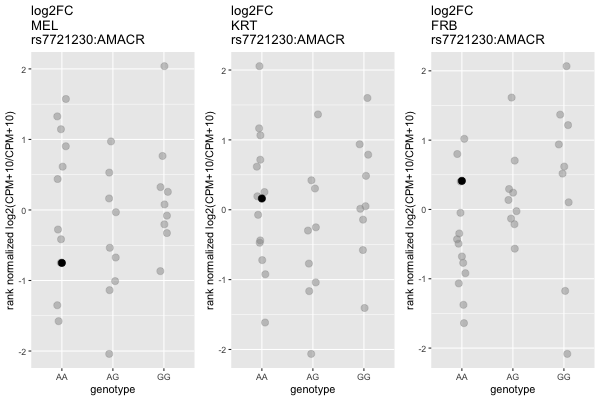 log2FC
MEL
rs7721230:AMACR
rank normalized log2(CPM+10/CPM+10)
2
1
0
-1
-2
AA
AG
GG
genotype
log2FC
KRT
rs7721230:AMACR
rank normalized log2(CPM+10/CPM+10)
2
1
0
-1
-2
AA
AG
GG
genotype
log2FC
FRB
rs7721230:AMACR
rank normalized log2(CPM+10/CPM+10)
2
1
0
-1
-2
AA
AG
GG
genotype